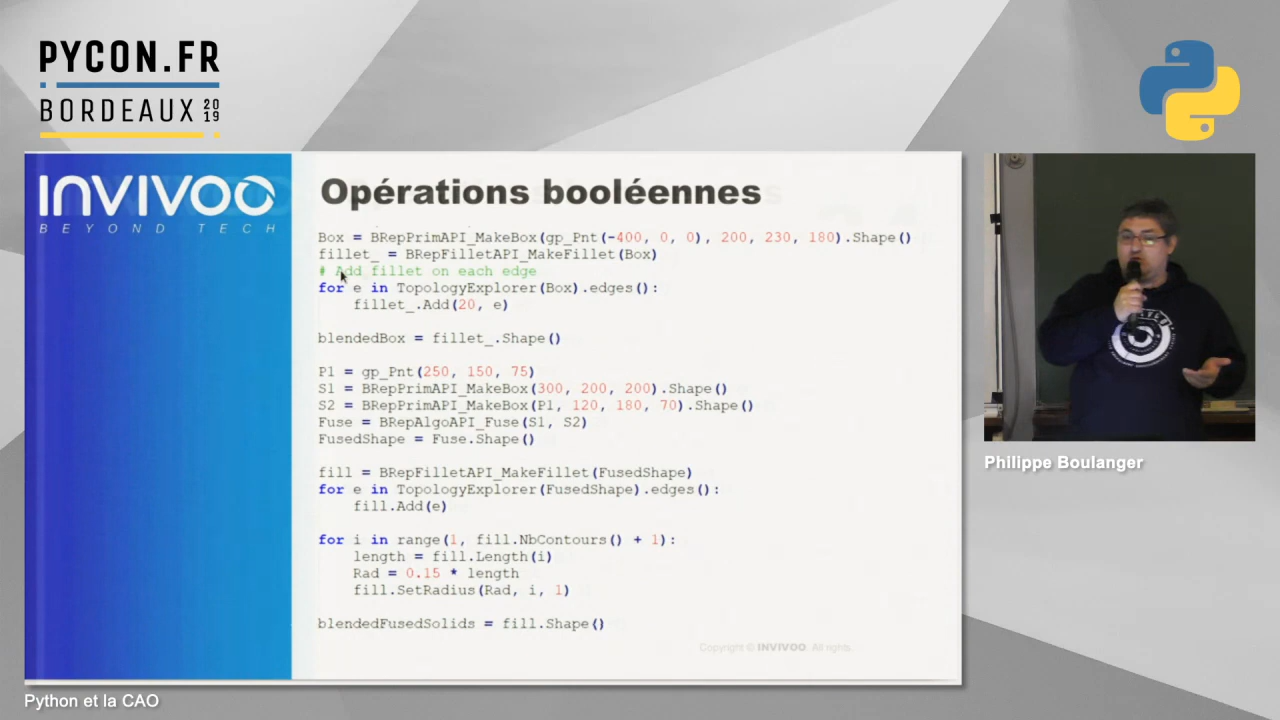 PYCON.FR
BORDEAUX 2019
INVIVOO
BEYOND TECH
Opérations booléennes
Box = BRepPrimAPI_MakeBox(gp_Pnt(-400, 0, 0), 200, 230, 180).Shape()
fillet_ = BRepFilletAPI_MakeFillet(Box)
# Add fillet on each edge
for e in TopologyExplorer(Box).edges():
    fillet_.Add(20, e)
blendedBox = fillet_.Shape()
P1 = gp_Pnt(250, 150, 75)
S1 = BRepPrimAPI_MakeBox(300, 200, 200).Shape()
S2 = BRepPrimAPI_MakeBox(P1, 120, 180, 70).Shape()
Fuse = BRepAlgoAPI_Fuse(S1, S2)
FusedShape = Fuse.Shape()
fill = BRepFilletAPI_MakeFillet(FusedShape)
for e in TopologyExplorer(FusedShape).edges():
    fill.Add(e)
for i in range(1, fill.NbContours() + 1):
    length = fill.Length(i)
    Rad = 0.15 * length
    fill.SetRadius(Rad, i, 1)
blendedFusedSolids = fill.Shape()
Copyright © INVIVOO. All rights.
Philippe Boulanger
Python et la CAO